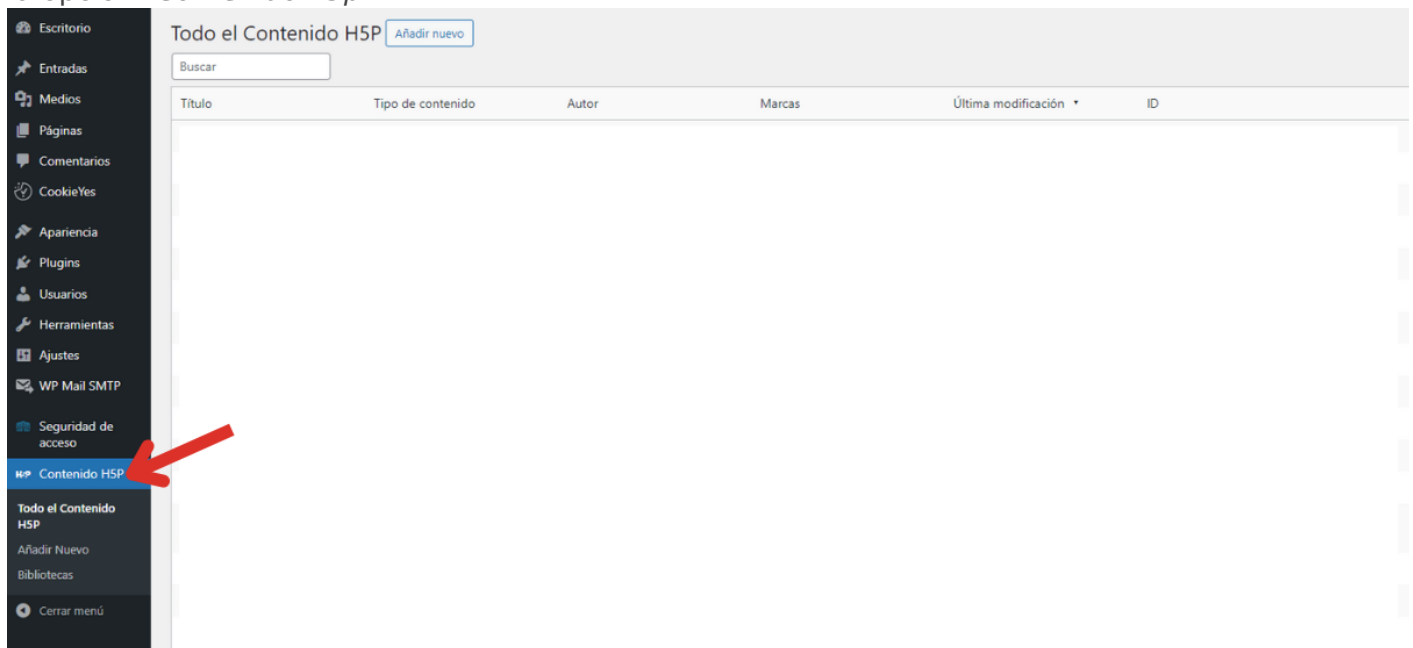 Escritorio
Entradas
Medios
Páginas
Comentarios
CookieYes
Apariencia
Plugins
Usuarios
Herramientas
Ajustes
WP Mail SMTP
Seguridad de
acceso
H5P Contenido H5P
Todo el Contenido
H5P
Añadir Nuevo
Bibliotecas
Cerrar menú
Todo el Contenido H5P Añadir nuevo
Buscar
Título Tipo de contenido Autor Marcas Última modificación ID